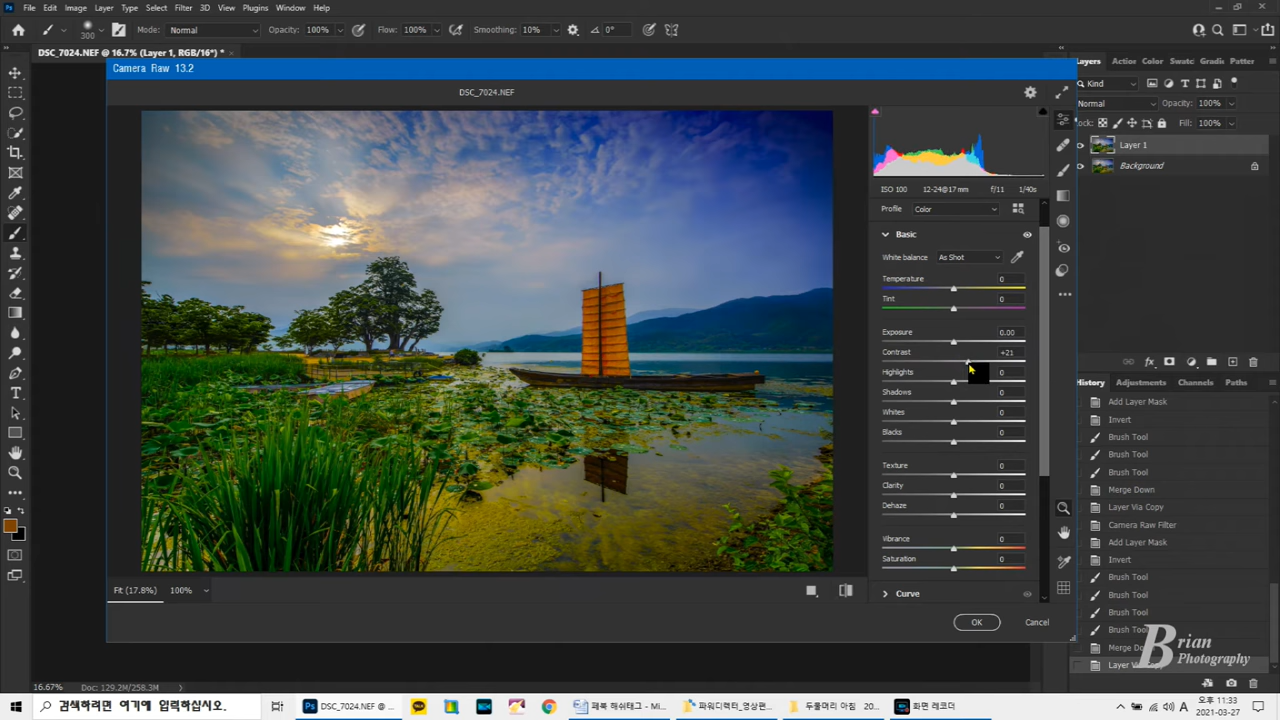 Ps File Edit Image Layer Type Select Filter 3D View Plugins Window Help
300 Mode: Normal Opacity: 100% Flow: 100% Smoothing: 10% 0°
DSC_7024.NEF @ 16.7% (Layer 1, RGB/16*) *
Camera Raw 13.2
DSC_7024.NEF
ISO 100 12-24@17 mm f/11 1/40s
Profile Color
Basic
White balance As Shot
Temperature 0
Tint 0
Exposure 0.00
Contrast +21
Highlights 0
Shadows 0
Whites 0
Blacks 0
Texture 0
Clarity 0
Dehaze 0
Vibrance 0
Saturation 0
Curve
Fit (17.8%) 100%
OK Cancel
Layers Action Color Swatc Gradie Patter
Kind
Normal Opacity: 100%
Lock: Fill: 100%
Layer 1
Background
History Adjustments Channels Paths
Add Layer Mask
Invert
Brush Tool
Brush Tool
Brush Tool
Merge Down
Layer Via Copy
Camera Raw Filter
Add Layer Mask
Invert
Brush Tool
Brush Tool
Brush Tool
Brush Tool
Merge Down
Layer Via Copy
Brian
Photography
16.67% Doc: 129.2M/258.3M
검색하려면 여기에 입력하십시오.
Ps DSC_7024.NEF @ ...
TALK
페북 해쉬태그 - Mi...
파워디렉터_영상편...
두물머리 아침 20...
화면 레코더
A
오후 11:33
2021-03-27